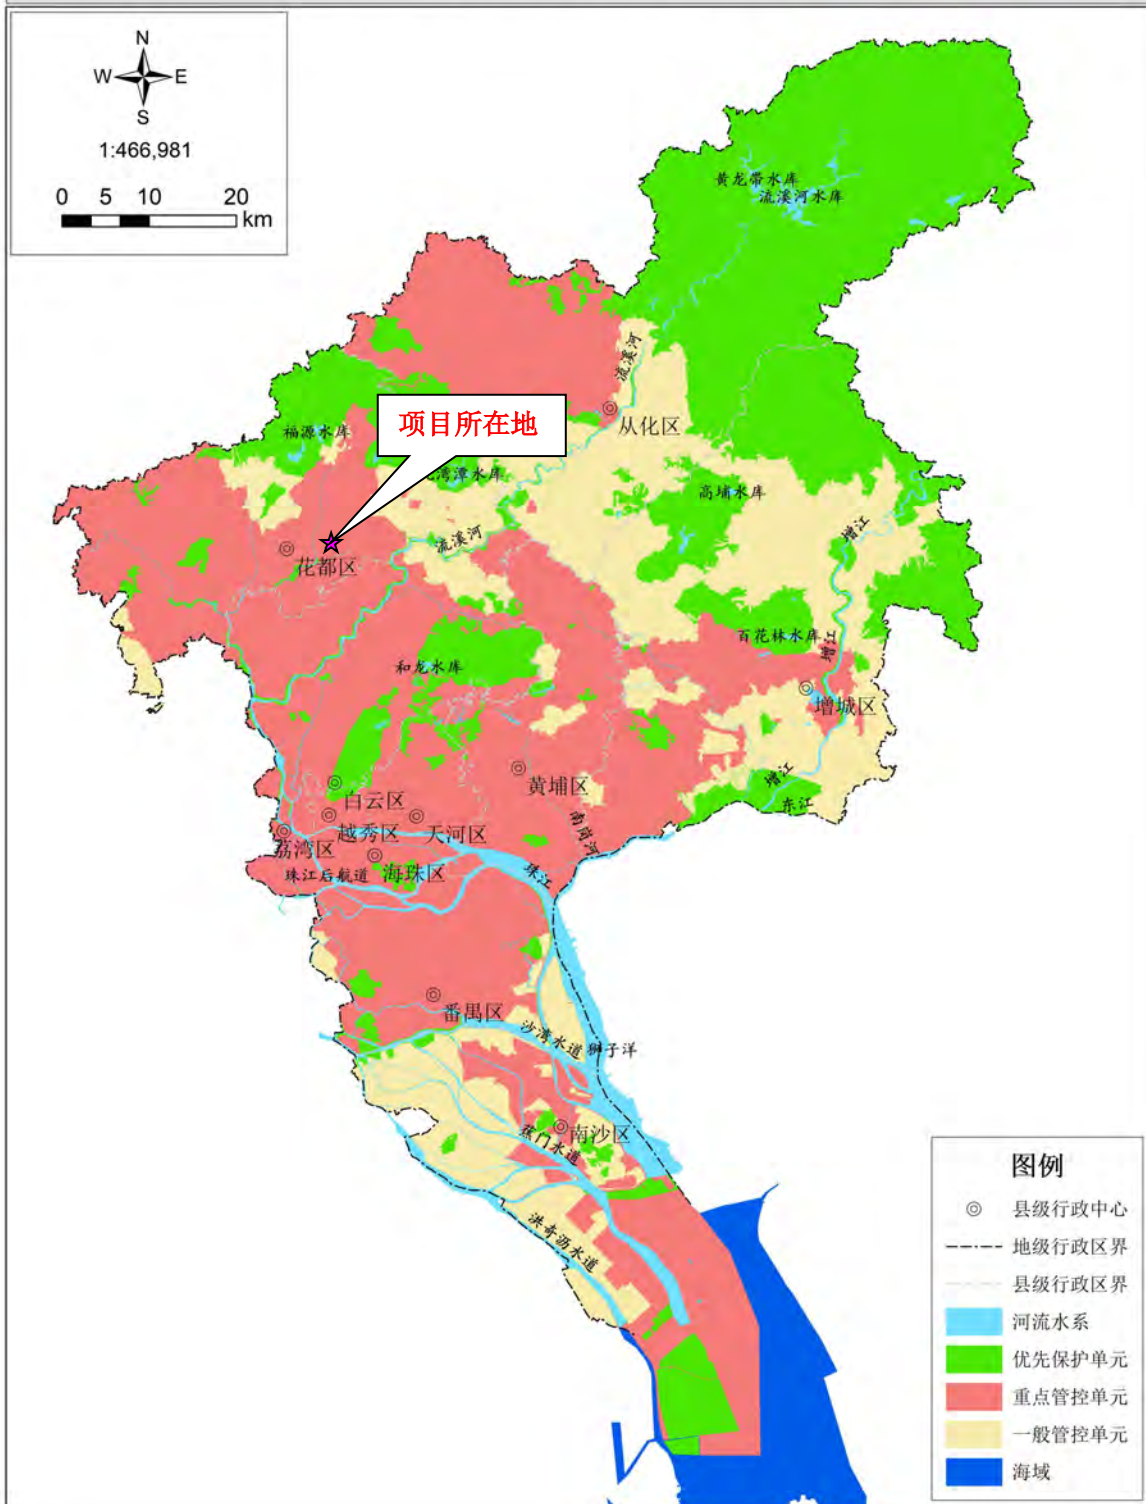 N
W E
S
1:466,981
0 5 10 20
km
黄龙带水库
流溪河水库
流溪河
从化区
项目所在地
福源水库
湾潭水库
高埔水库
流溪河
增江
花都区
百花林水库
增江
和龙水库
增城区
黄埔区
增江
东江
白云区
越秀区
天河区
南岗河
荔湾区
海珠区
珠江后航道
珠江
番禺区
沙湾水道
狮子洋
南沙区
蕉门水道
洪奇沥水道
图例
县级行政中心
地级行政区界
县级行政区界
河流水系
优先保护单元
重点管控单元
一般管控单元
海域